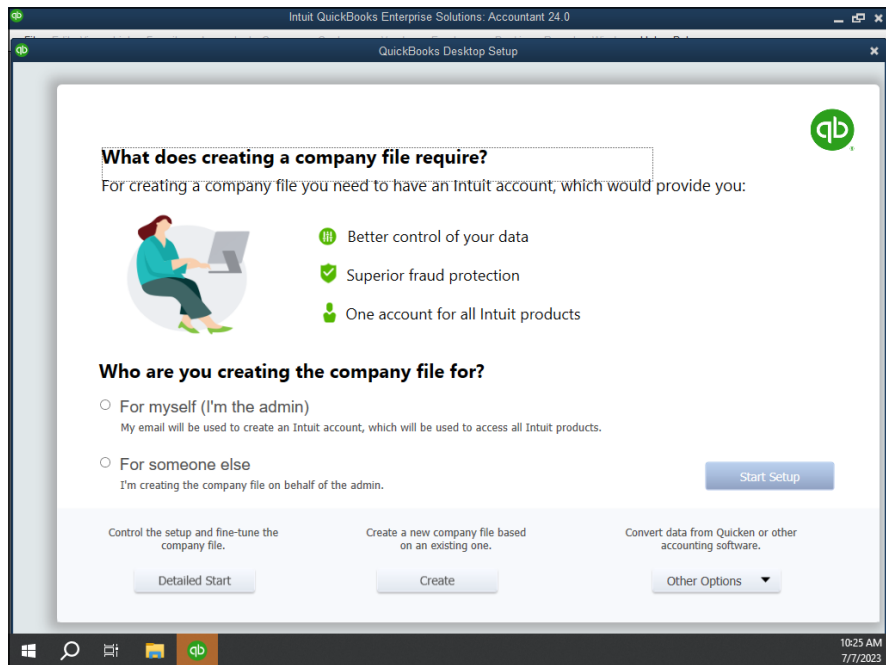 qb
Intuit QuickBooks Enterprise Solutions: Accountant 24.0
qb
QuickBooks Desktop Setup
qb
What does creating a company file require?
For creating a company file you need to have an Intuit account, which would provide you:
Better control of your data
Superior fraud protection
One account for all Intuit products
Who are you creating the company file for?
For myself (I'm the admin)
My email will be used to create an Intuit account, which will be used to access all Intuit products.
For someone else
I'm creating the company file on behalf of the admin.
Start Setup
Control the setup and fine-tune the
company file.
Detailed Start
Create a new company file based
on an existing one.
Create
Convert data from Quicken or other
accounting software.
Other Options
qb
10:25 AM
7/7/2023